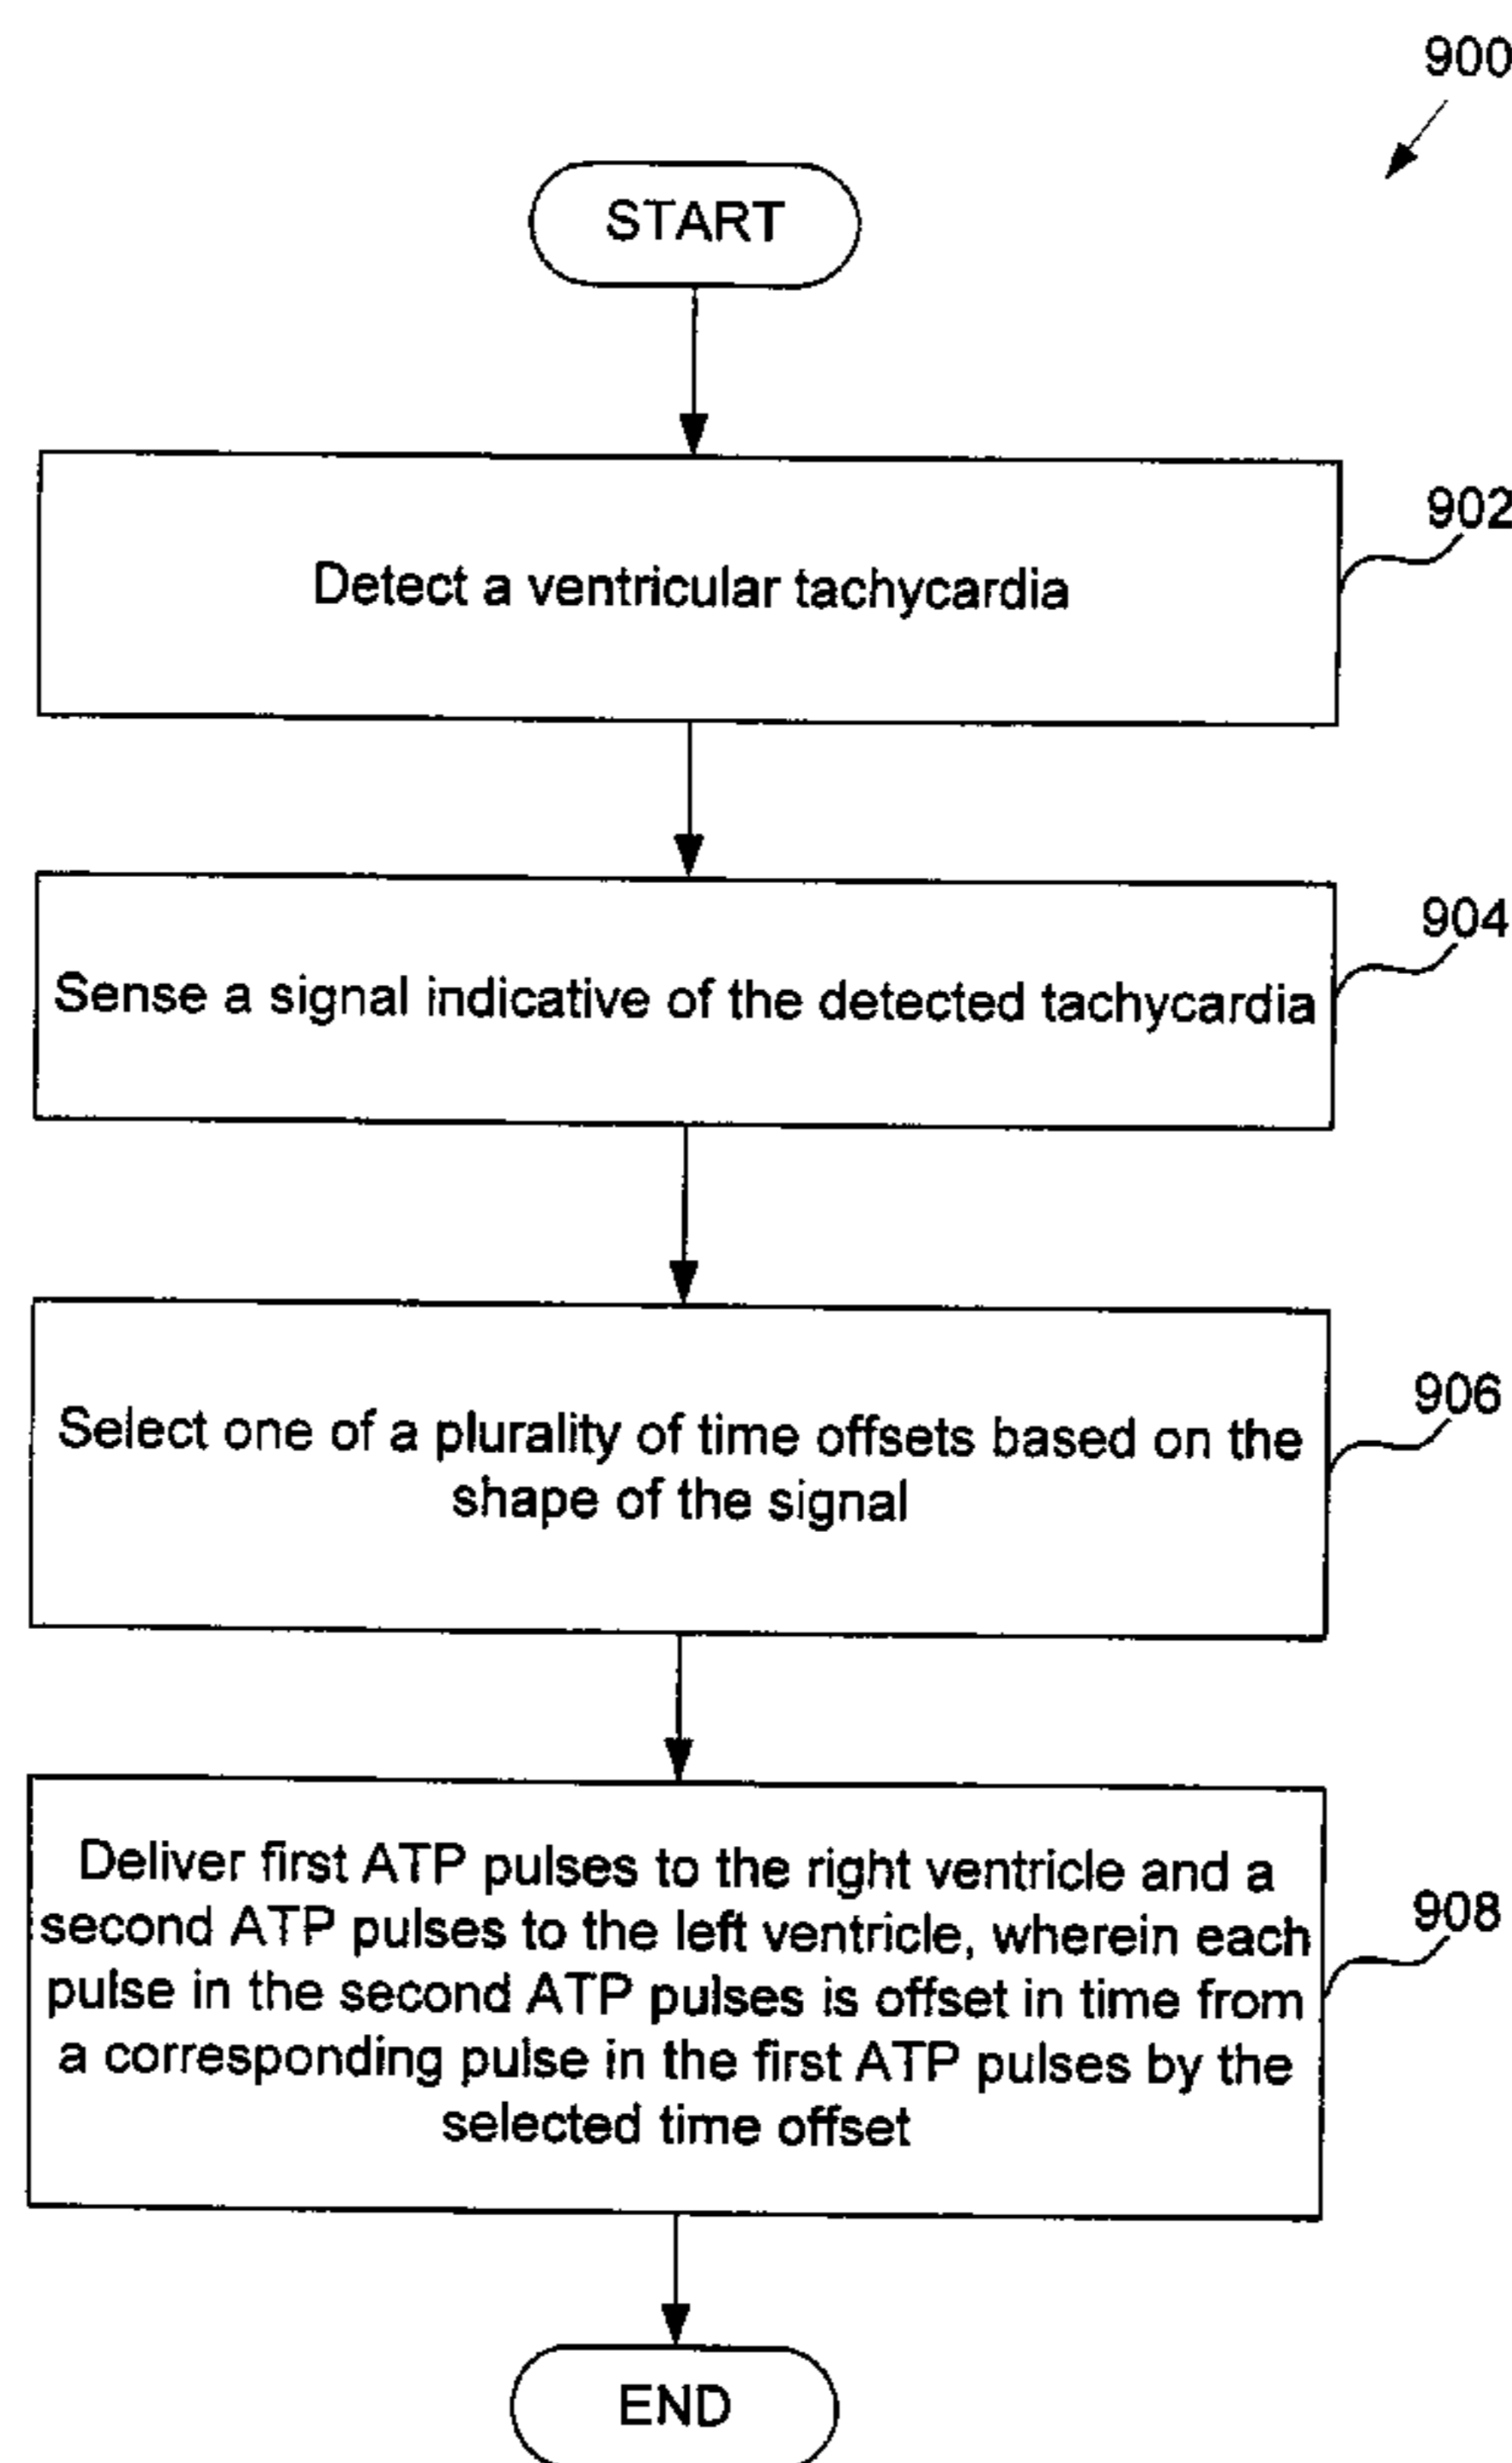 900
START
Detect a ventricular tachycardia
902
Sense a signal indicative of the detected tachycardia
904
Select one of a plurality of time offsets based on the
shape of the signal
906
Deliver first ATP pulses to the right ventricle and a
second ATP pulses to the left ventricle, wherein each
pulse in the second ATP pulses is offset in time from
a corresponding pulse in the first ATP pulses by the
selected time offset
908
END